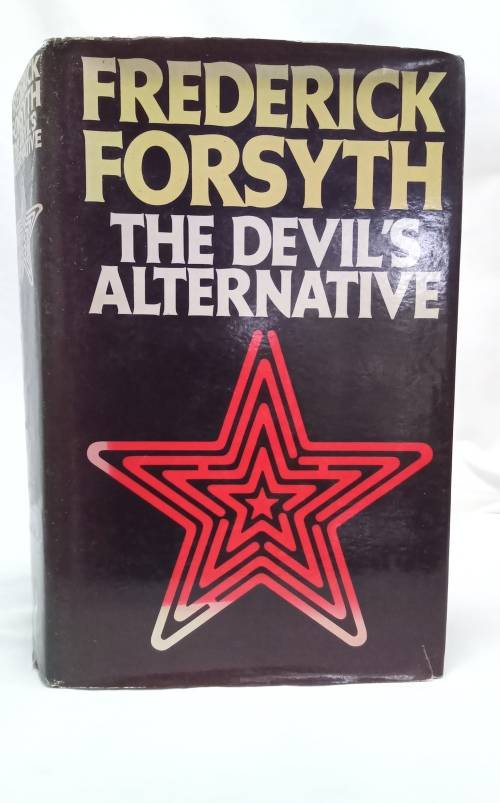 FREDERICK
FORSYTH
THE DEVIL'S
ALTERNATIVE